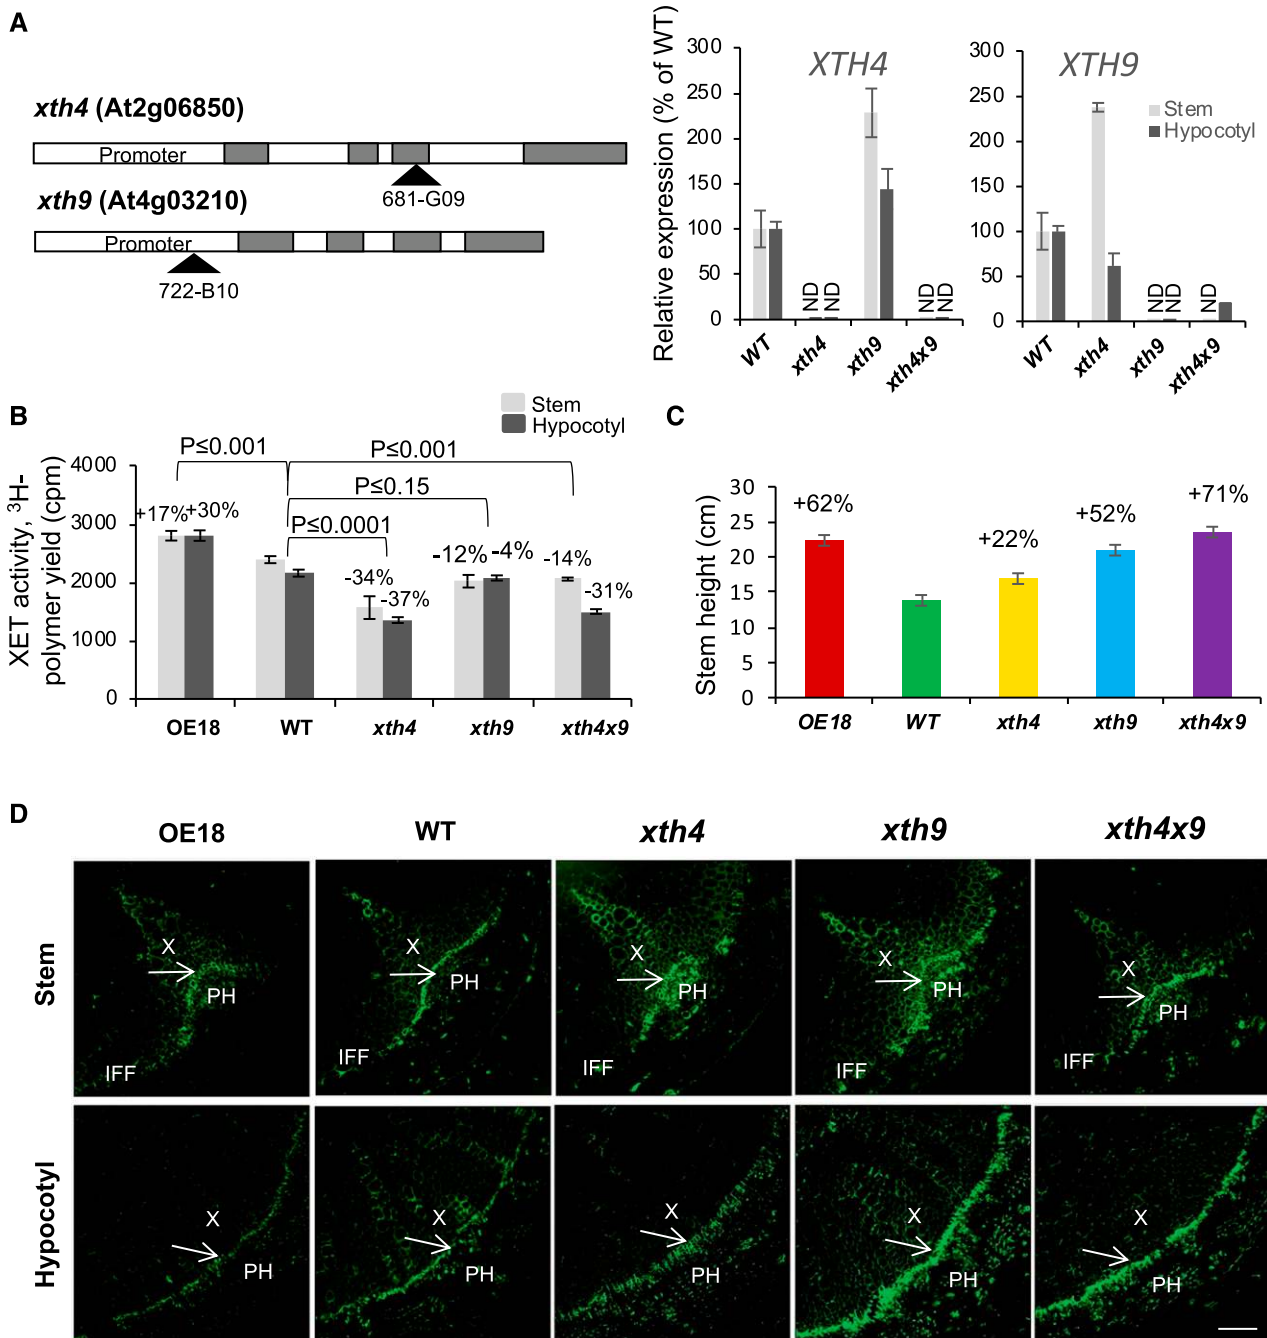 A
xth4 (At2g06850)
Promoter
681-G09
xth9 (At4g03210)
Promoter
722-B10
Relative expression (% of WT)
XTH4
300
250
200
150
100
50
0
ND
ND
ND
ND
WT
xth4
xth9
xth4x9
XTH9
300
250
200
150
100
50
0
Stem
Hypocotyl
ND
ND
ND
WT
xth4
xth9
xth4x9
B
Stem
Hypocotyl
XET activity, ³H-
polymer yield (cpm)
4000
3000
2000
1000
0
P≤0.001
P≤0.001
P≤0.15
P≤0.0001
+17%
+30%
-34%
-37%
-12%
-4%
-14%
-31%
OE18
WT
xth4
xth9
xth4x9
C
Stem height (cm)
30
25
20
15
10
5
0
+62%
+22%
+52%
+71%
OE18
WT
xth4
xth9
xth4x9
D
OE18
WT
xth4
xth9
xth4x9
Stem
X
PH
IFF
X
PH
IFF
X
PH
IFF
X
PH
IFF
X
PH
IFF
Hypocotyl
X
PH
X
PH
X
PH
X
PH
X
PH